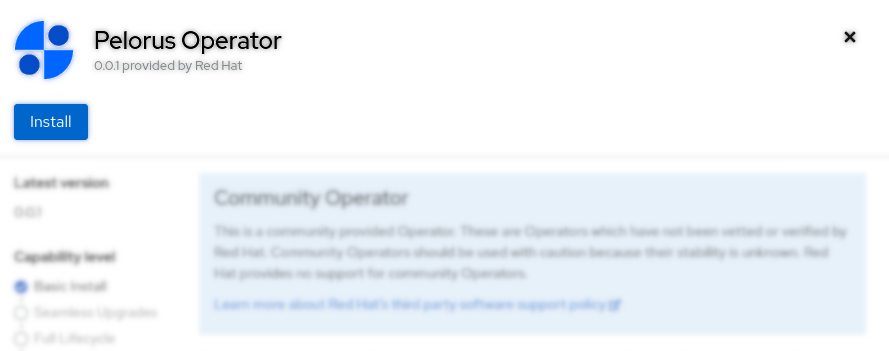 Pelorus Operator
0.0.1 provided by Red Hat
Install
Latest version
0.0.1
Capability level
Basic Install
Seamless Upgrades
Full Lifecycle
Community Operator
This is a community provided Operator. These are Operators which have not been vetted or verified by
Red Hat. Community Operators should be used with caution because their stability is unknown. Red
Hat provides no support for community Operators.
Learn more about Red Hat's third party software support policy